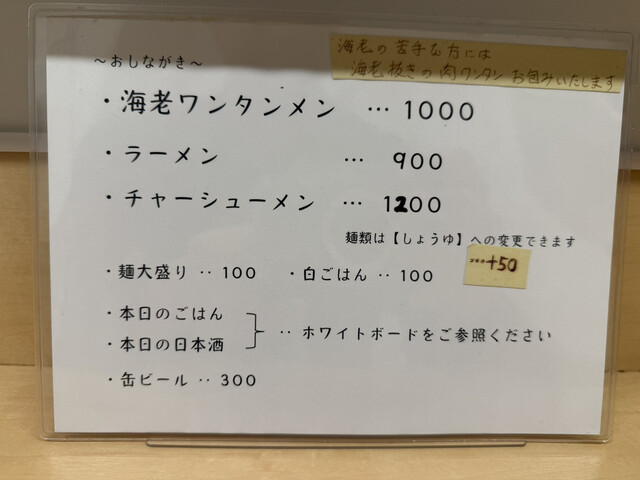 海老の苦手な方には
海老抜きの肉ワンタン お包みいたします
～おしながき～
・海老ワンタンメン … 1000
・ラーメン … 900
・チャーシューメン … 1200
麺類は【しょうゆ】への変更できます
+50
・麺大盛り ‥ 100 ・白ごはん ‥ 100
・本日のごはん
・本日の日本酒
‥ ホワイトボードをご参照ください
・缶ビール ‥ 300